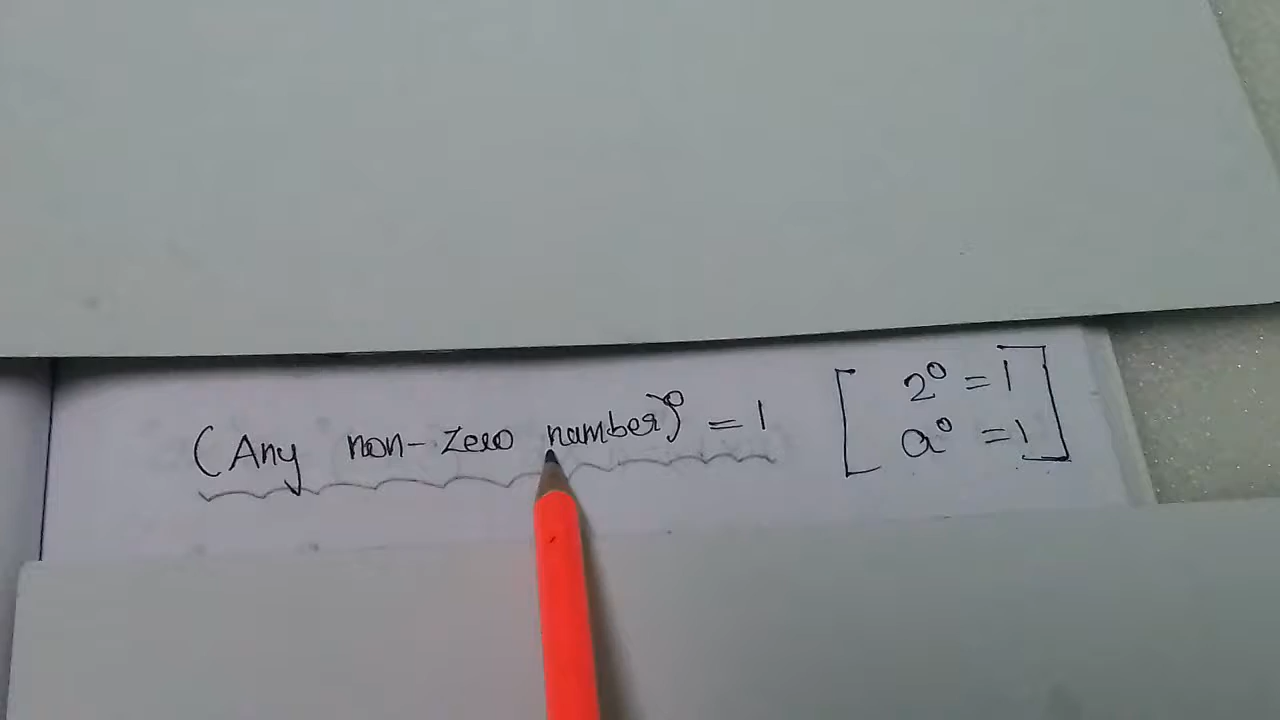 (Any non-zero number)⁰ = 1
[ 2⁰ = 1
a⁰ = 1 ]